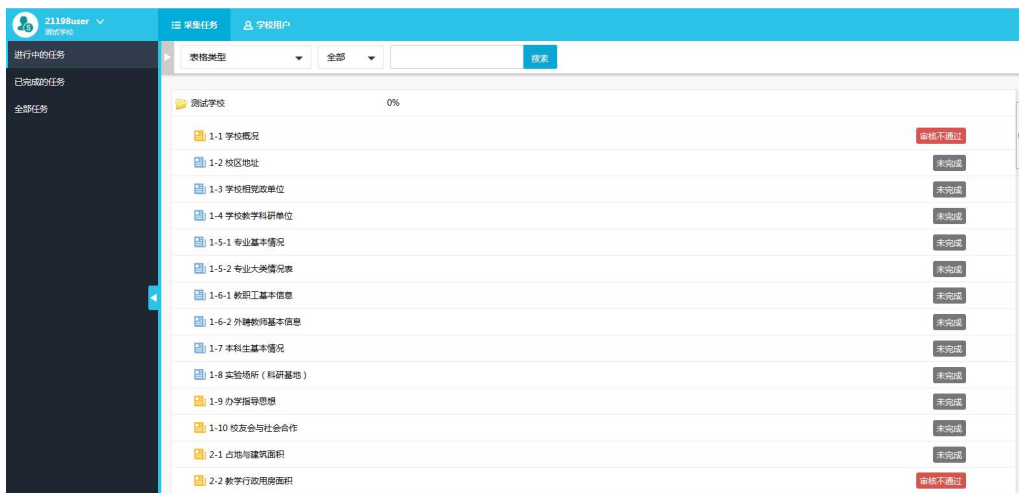 21198user
测试学校
采集任务 学校用户
进行中的任务
已完成的任务
全部任务
表格类型 全部 搜索
测试学校 0%
1-1 学校概况 审核不通过
1-2 校区地址 未完成
1-3 学校相党政单位 未完成
1-4 学校教学科研单位 未完成
1-5-1 专业基本情况 未完成
1-5-2 专业大类情况表 未完成
1-6-1 教职工基本信息 未完成
1-6-2 外聘教师基本信息 未完成
1-7 本科生基本情况 未完成
1-8 实验场所（科研基地） 未完成
1-9 办学指导思想 未完成
1-10 校友会与社会合作 未完成
2-1 占地与建筑面积 未完成
2-2 教学行政用房面积 审核不通过